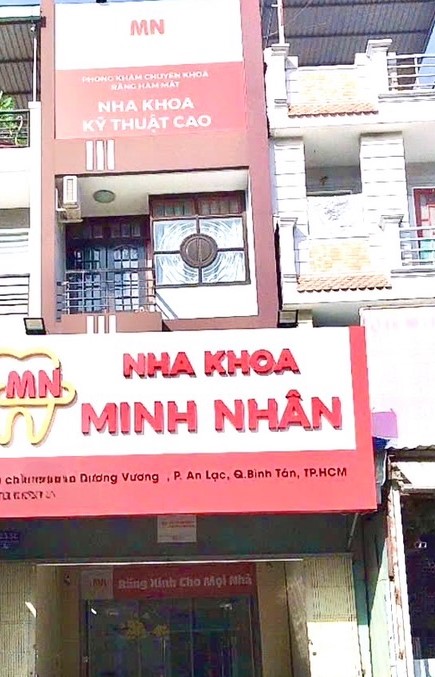 MN
PHÒNG KHÁM CHUYÊN KHOA
RĂNG HÀM MẶT
NHA KHOA
KỸ THUẬT CAO
MN
NHA KHOA
MINH NHÂN
Dương Vương , P. An Lạc, Q.Bình Tân, TP.HCM
MN
Răng Xinh Cho Mọi Nhà